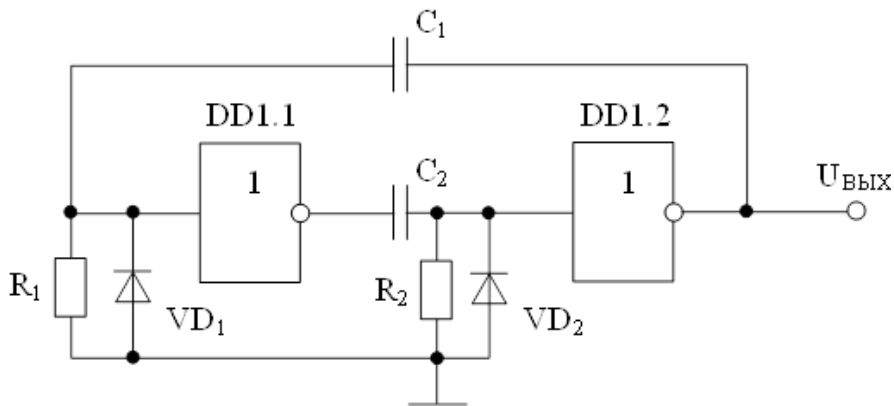 C₁
DD1.1
DD1.2
1
C₂
1
Uвых
R₁
VD₁
R₂
VD₂